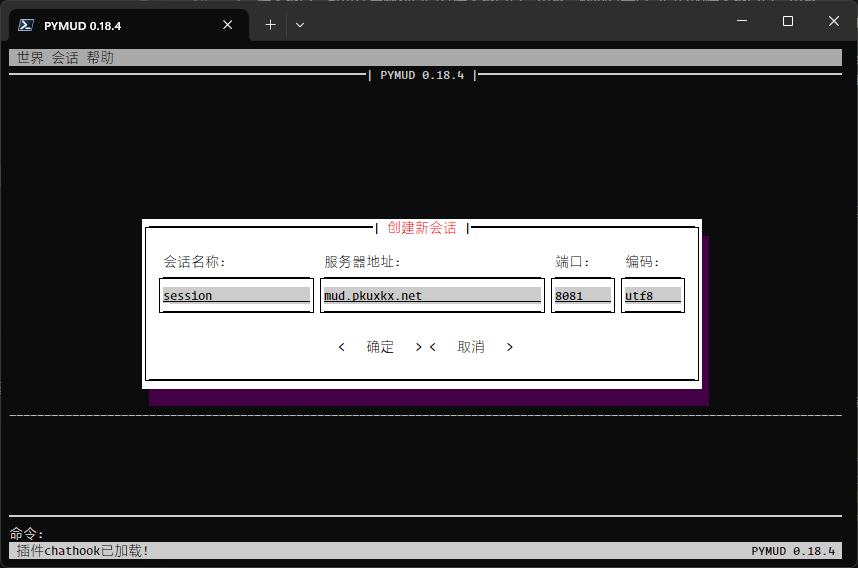 PYMUD 0.18.4
世界 会话 帮助
PYMUD 0.18.4
创建新会话
会话名称: 服务器地址: 端口: 编码:
session mud.pkuxkx.net 8081 utf8
< 确定 > < 取消 >
命令:
插件chathook已加载! PYMUD 0.18.4